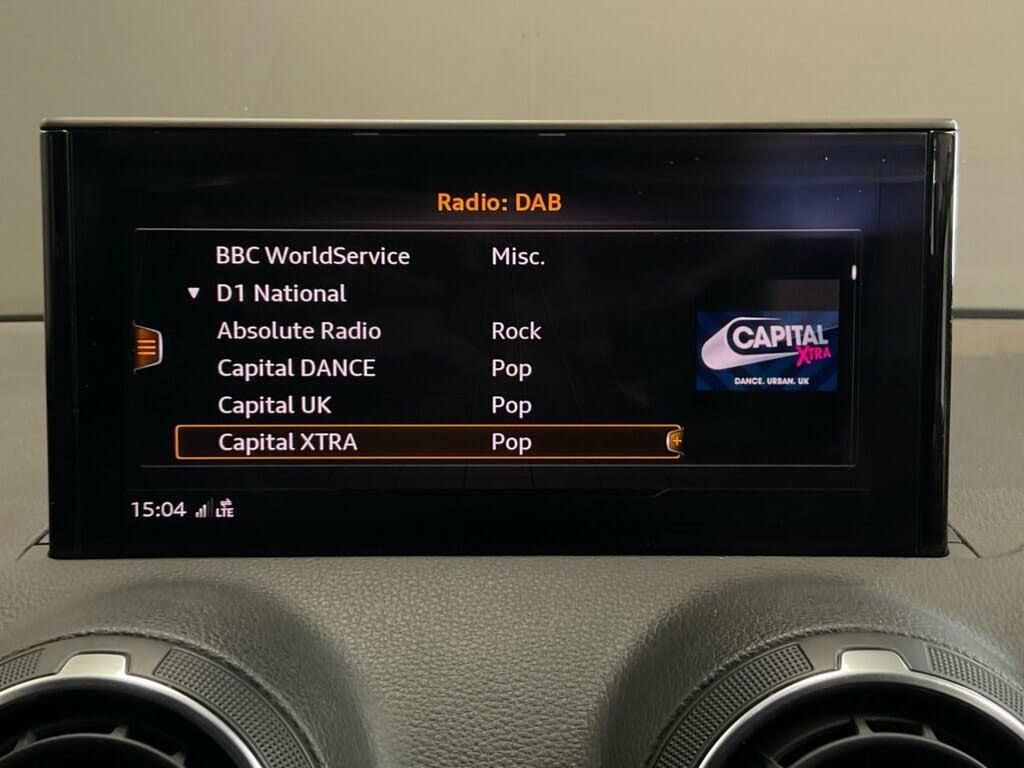 Radio: DAB
BBC WorldService Misc.
▼ D1 National
Absolute Radio Rock
Capital DANCE Pop
Capital UK Pop
Capital XTRA Pop +
CAPITAL
XTRA
DANCE. URBAN. UK
15:04 LTE